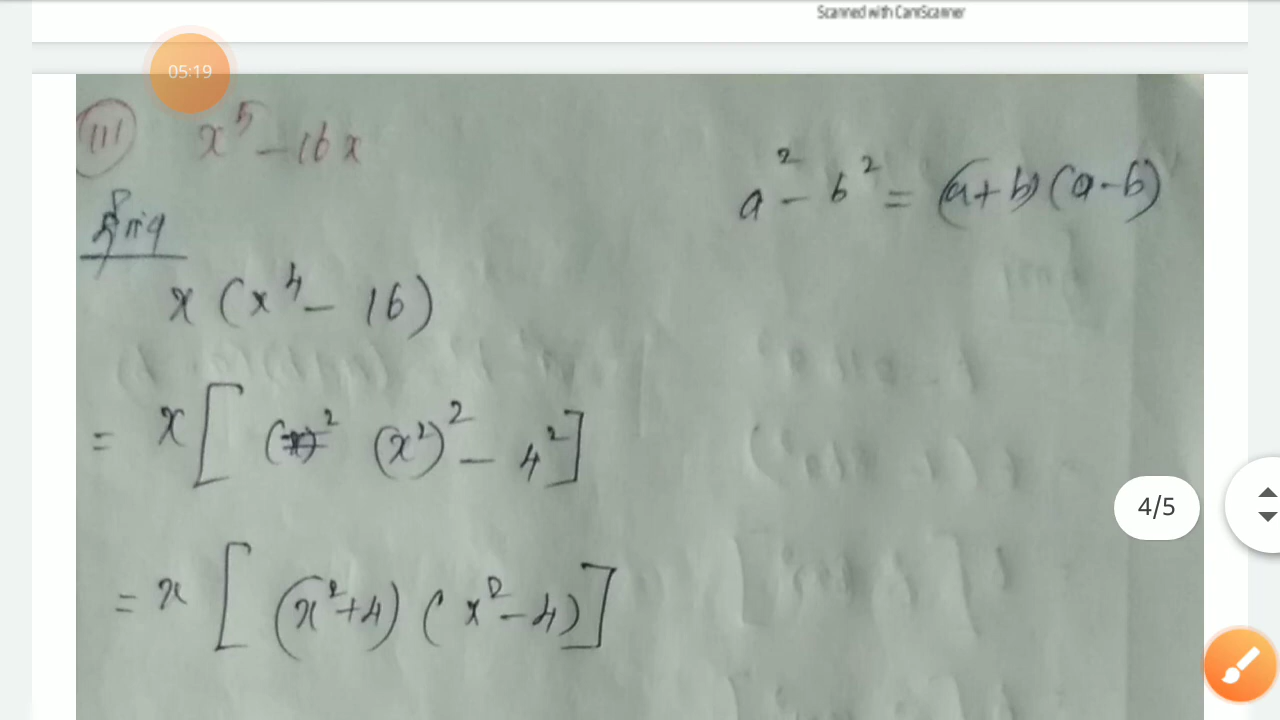 Scanned with CamScanner
05:19
(III) x⁵ - 16x
a² - b² = (a+b) (a-b)
x (x⁴ - 16)
= x [ (x²)² - 4² ]
= x [ (x²+4) (x²-4) ]
4/5